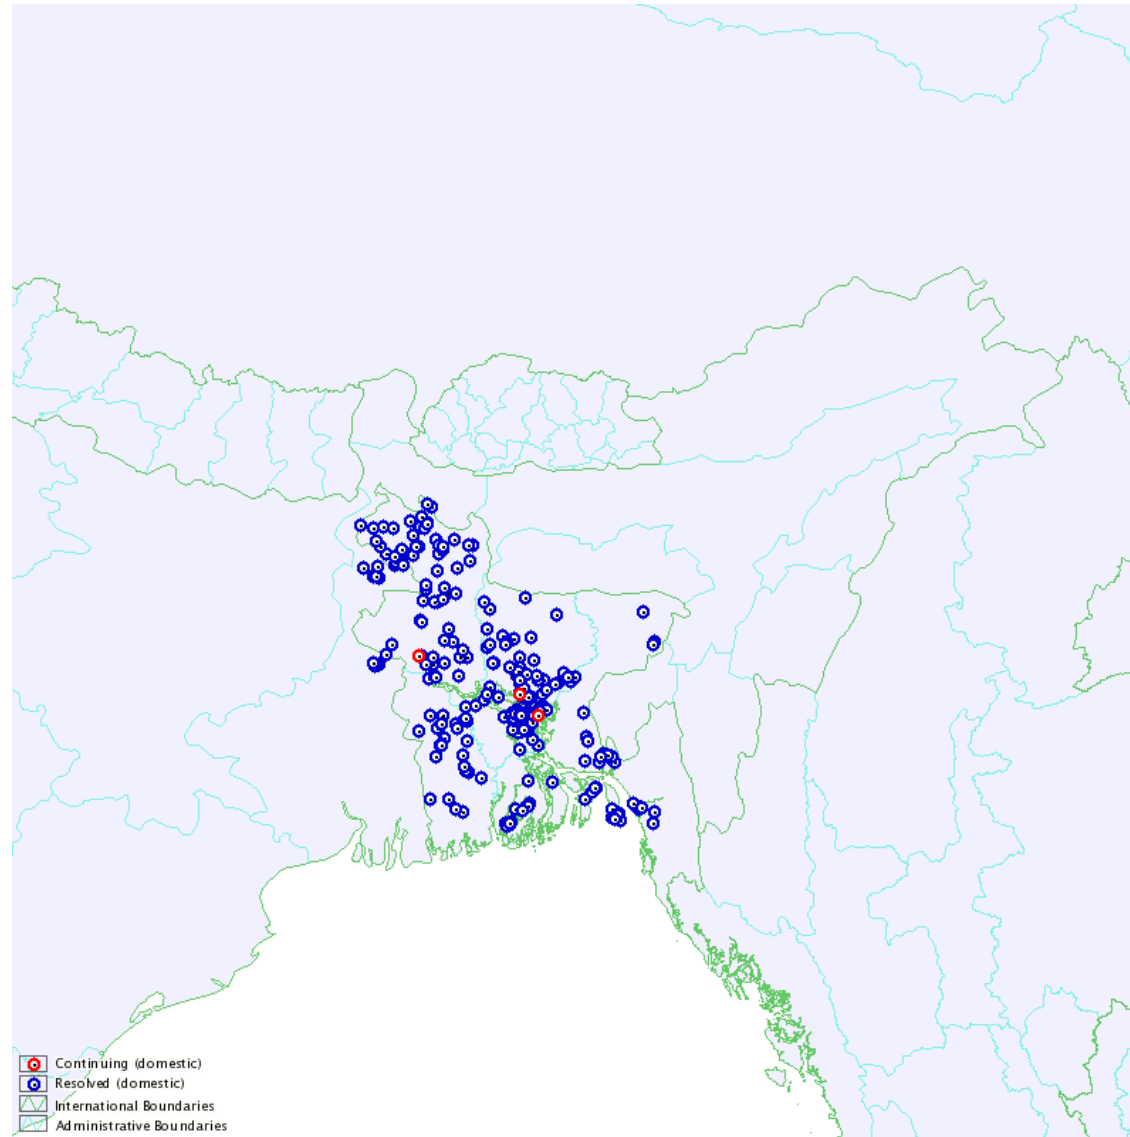 Continuing (domestic)
Resolved (domestic)
International Boundaries
Administrative Boundaries